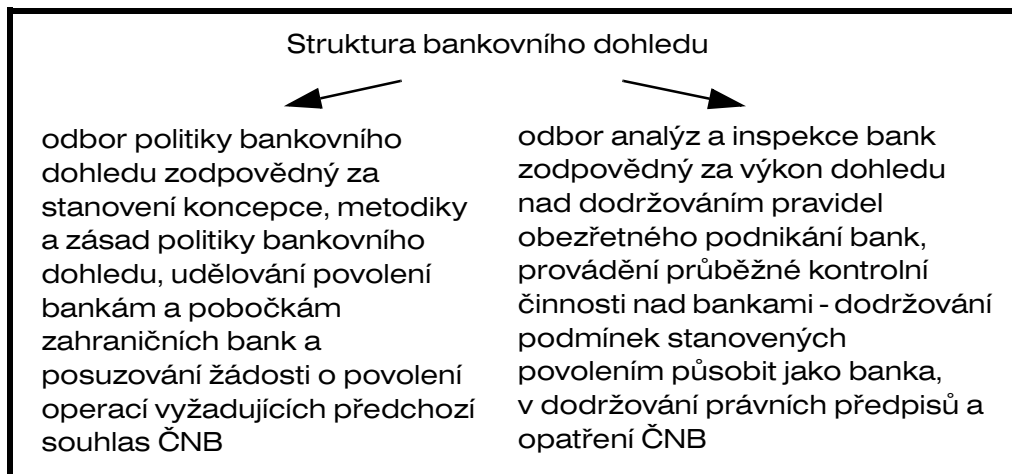 Struktura bankovního dohledu
odbor politiky bankovního
dohledu zodpovědný za
stanovení koncepce, metodiky
a zásad politiky bankovního
dohledu, udělování povolení
bankám a pobočkám
zahraničních bank a
posuzování žádosti o povolení
operací vyžadujících předchozí
souhlas ČNB
odbor analýz a inspekce bank
zodpovědný za výkon dohledu
nad dodržováním pravidel
obezřetného podnikání bank,
provádění průběžné kontrolní
činnosti nad bankami - dodržování
podmínek stanovených
povolením působit jako banka,
v dodržování právních předpisů a
opatření ČNB